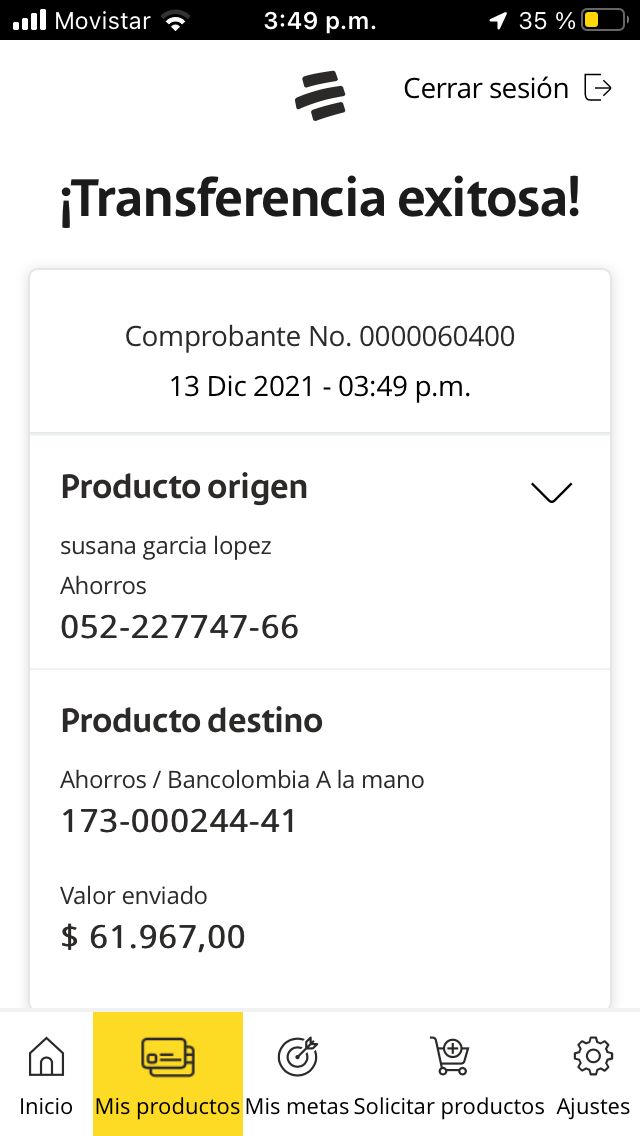 Movistar 3:49 p.m. 35 %
Cerrar sesión
¡Transferencia exitosa!
Comprobante No. 0000060400
13 Dic 2021 - 03:49 p.m.
Producto origen
susana garcia lopez
Ahorros
052-227747-66
Producto destino
Ahorros / Bancolombia A la mano
173-000244-41
Valor enviado
$ 61.967,00
Inicio Mis productos Mis metas Solicitar productos Ajustes